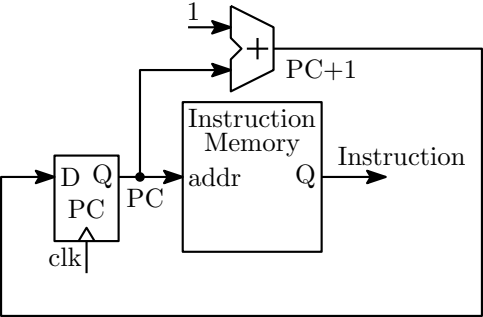 1
+
PC+1
Instruction
Memory
Instruction
D Q
addr
Q
PC
PC
clk